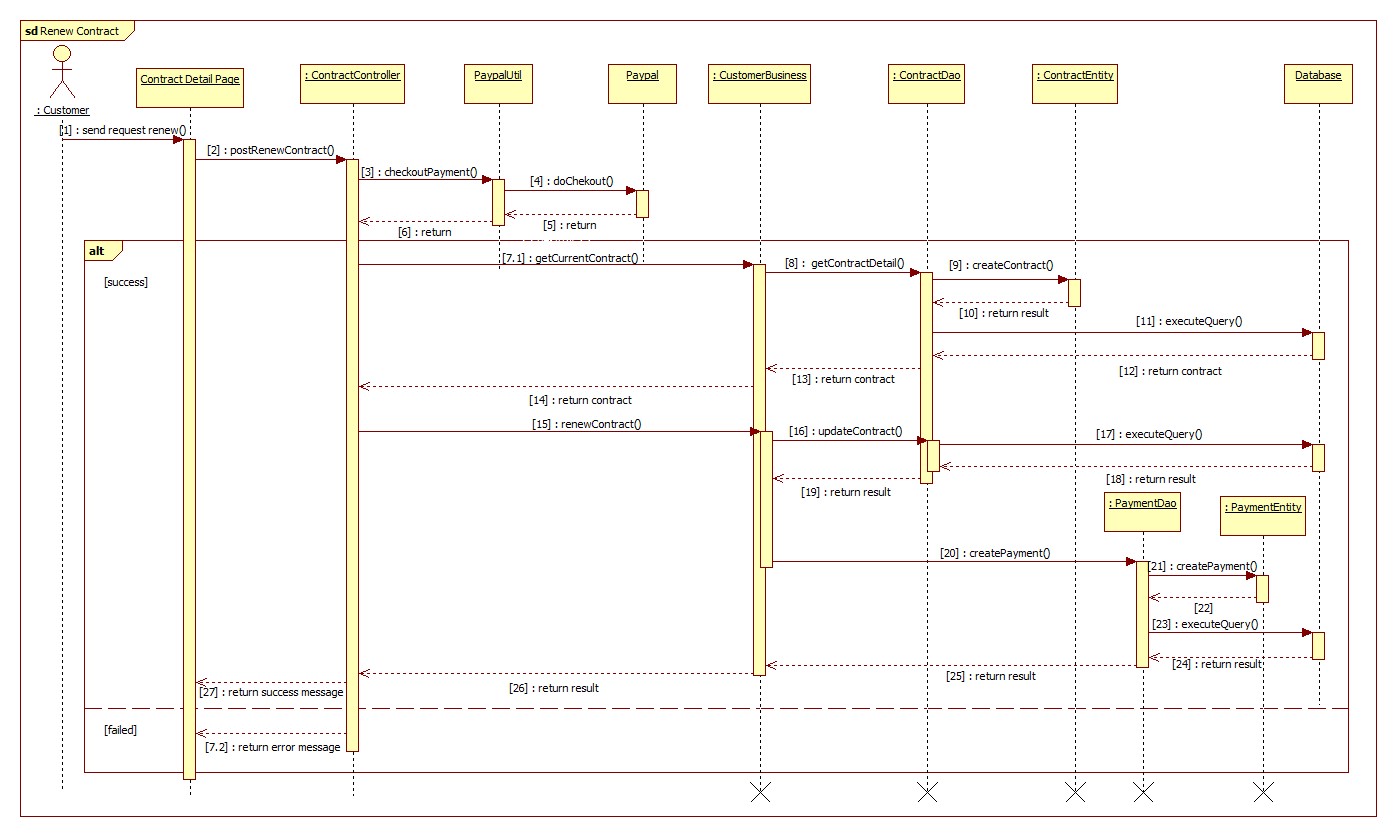 sd Renew Contract
: Customer
Contract Detail Page
: ContractController
PaypalUtil
Paypal
: CustomerBusiness
: ContractDao
: ContractEntity
Database
[1] : send request renew()
[2] : postRenewContract()
[3] : checkoutPayment()
[4] : doChekout()
[5] : return
[6] : return
alt
[success]
[7.1] : getCurrentContract()
[8] : getContractDetail()
[9] : createContract()
[10] : return result
[11] : executeQuery()
[12] : return contract
[13] : return contract
[14] : return contract
[15] : renewContract()
[16] : updateContract()
[17] : executeQuery()
[18] : return result
[19] : return result
: PaymentDao
: PaymentEntity
[20] : createPayment()
[21] : createPayment()
[22]
[23] : executeQuery()
[24] : return result
[25] : return result
[26] : return result
[27] : return success message
[failed]
[7.2] : return error message